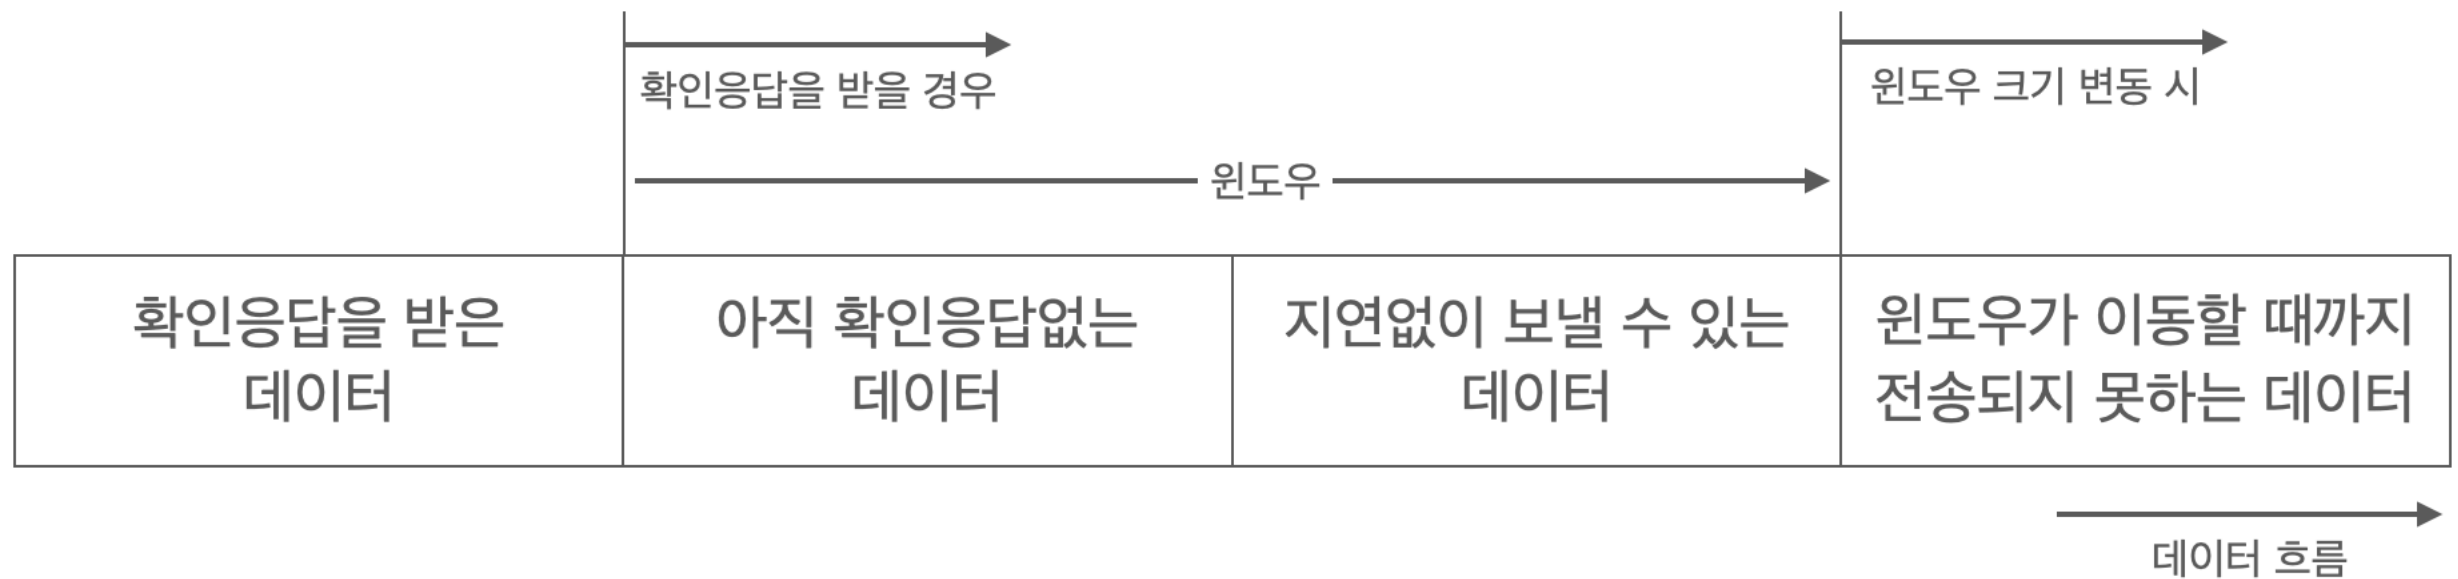 확인응답을 받을 경우
윈도우 크기 변동 시
윈도우
확인응답을 받은
데이터
아직 확인응답없는
데이터
지연없이 보낼 수 있는
데이터
윈도우가 이동할 때까지
전송되지 못하는 데이터
데이터 흐름